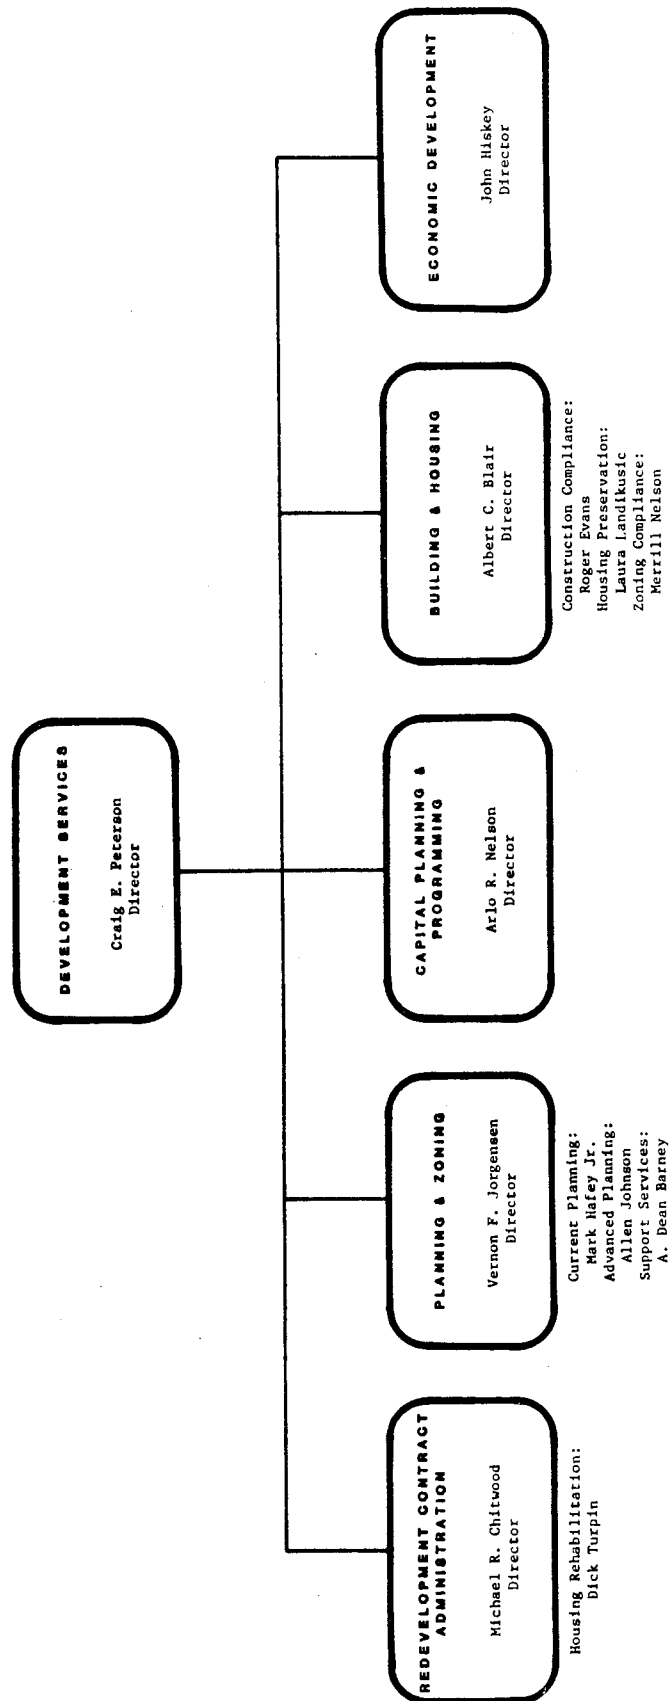 DEVELOPMENT SERVICES
Craig E. Peterson
Director
REDEVELOPMENT CONTRACT
ADMINISTRATION
Michael R. Chitwood
Director
Housing Rehabilitation:
Dick Turpin
PLANNING & ZONING
Vernon F. Jorgensen
Director
Current Planning:
Mark Hafey Jr.
Advanced Planning:
Allen Johnson
Support Services:
A. Dean Barney
CAPITAL PLANNING &
PROGRAMMING
Arlo R. Nelson
Director
BUILDING & HOUSING
Albert C. Blair
Director
Construction Compliance:
Roger Evans
Housing Preservation:
Laura Landikusic
Zoning Compliance:
Merrill Nelson
ECONOMIC DEVELOPMENT
John Hiskey
Director